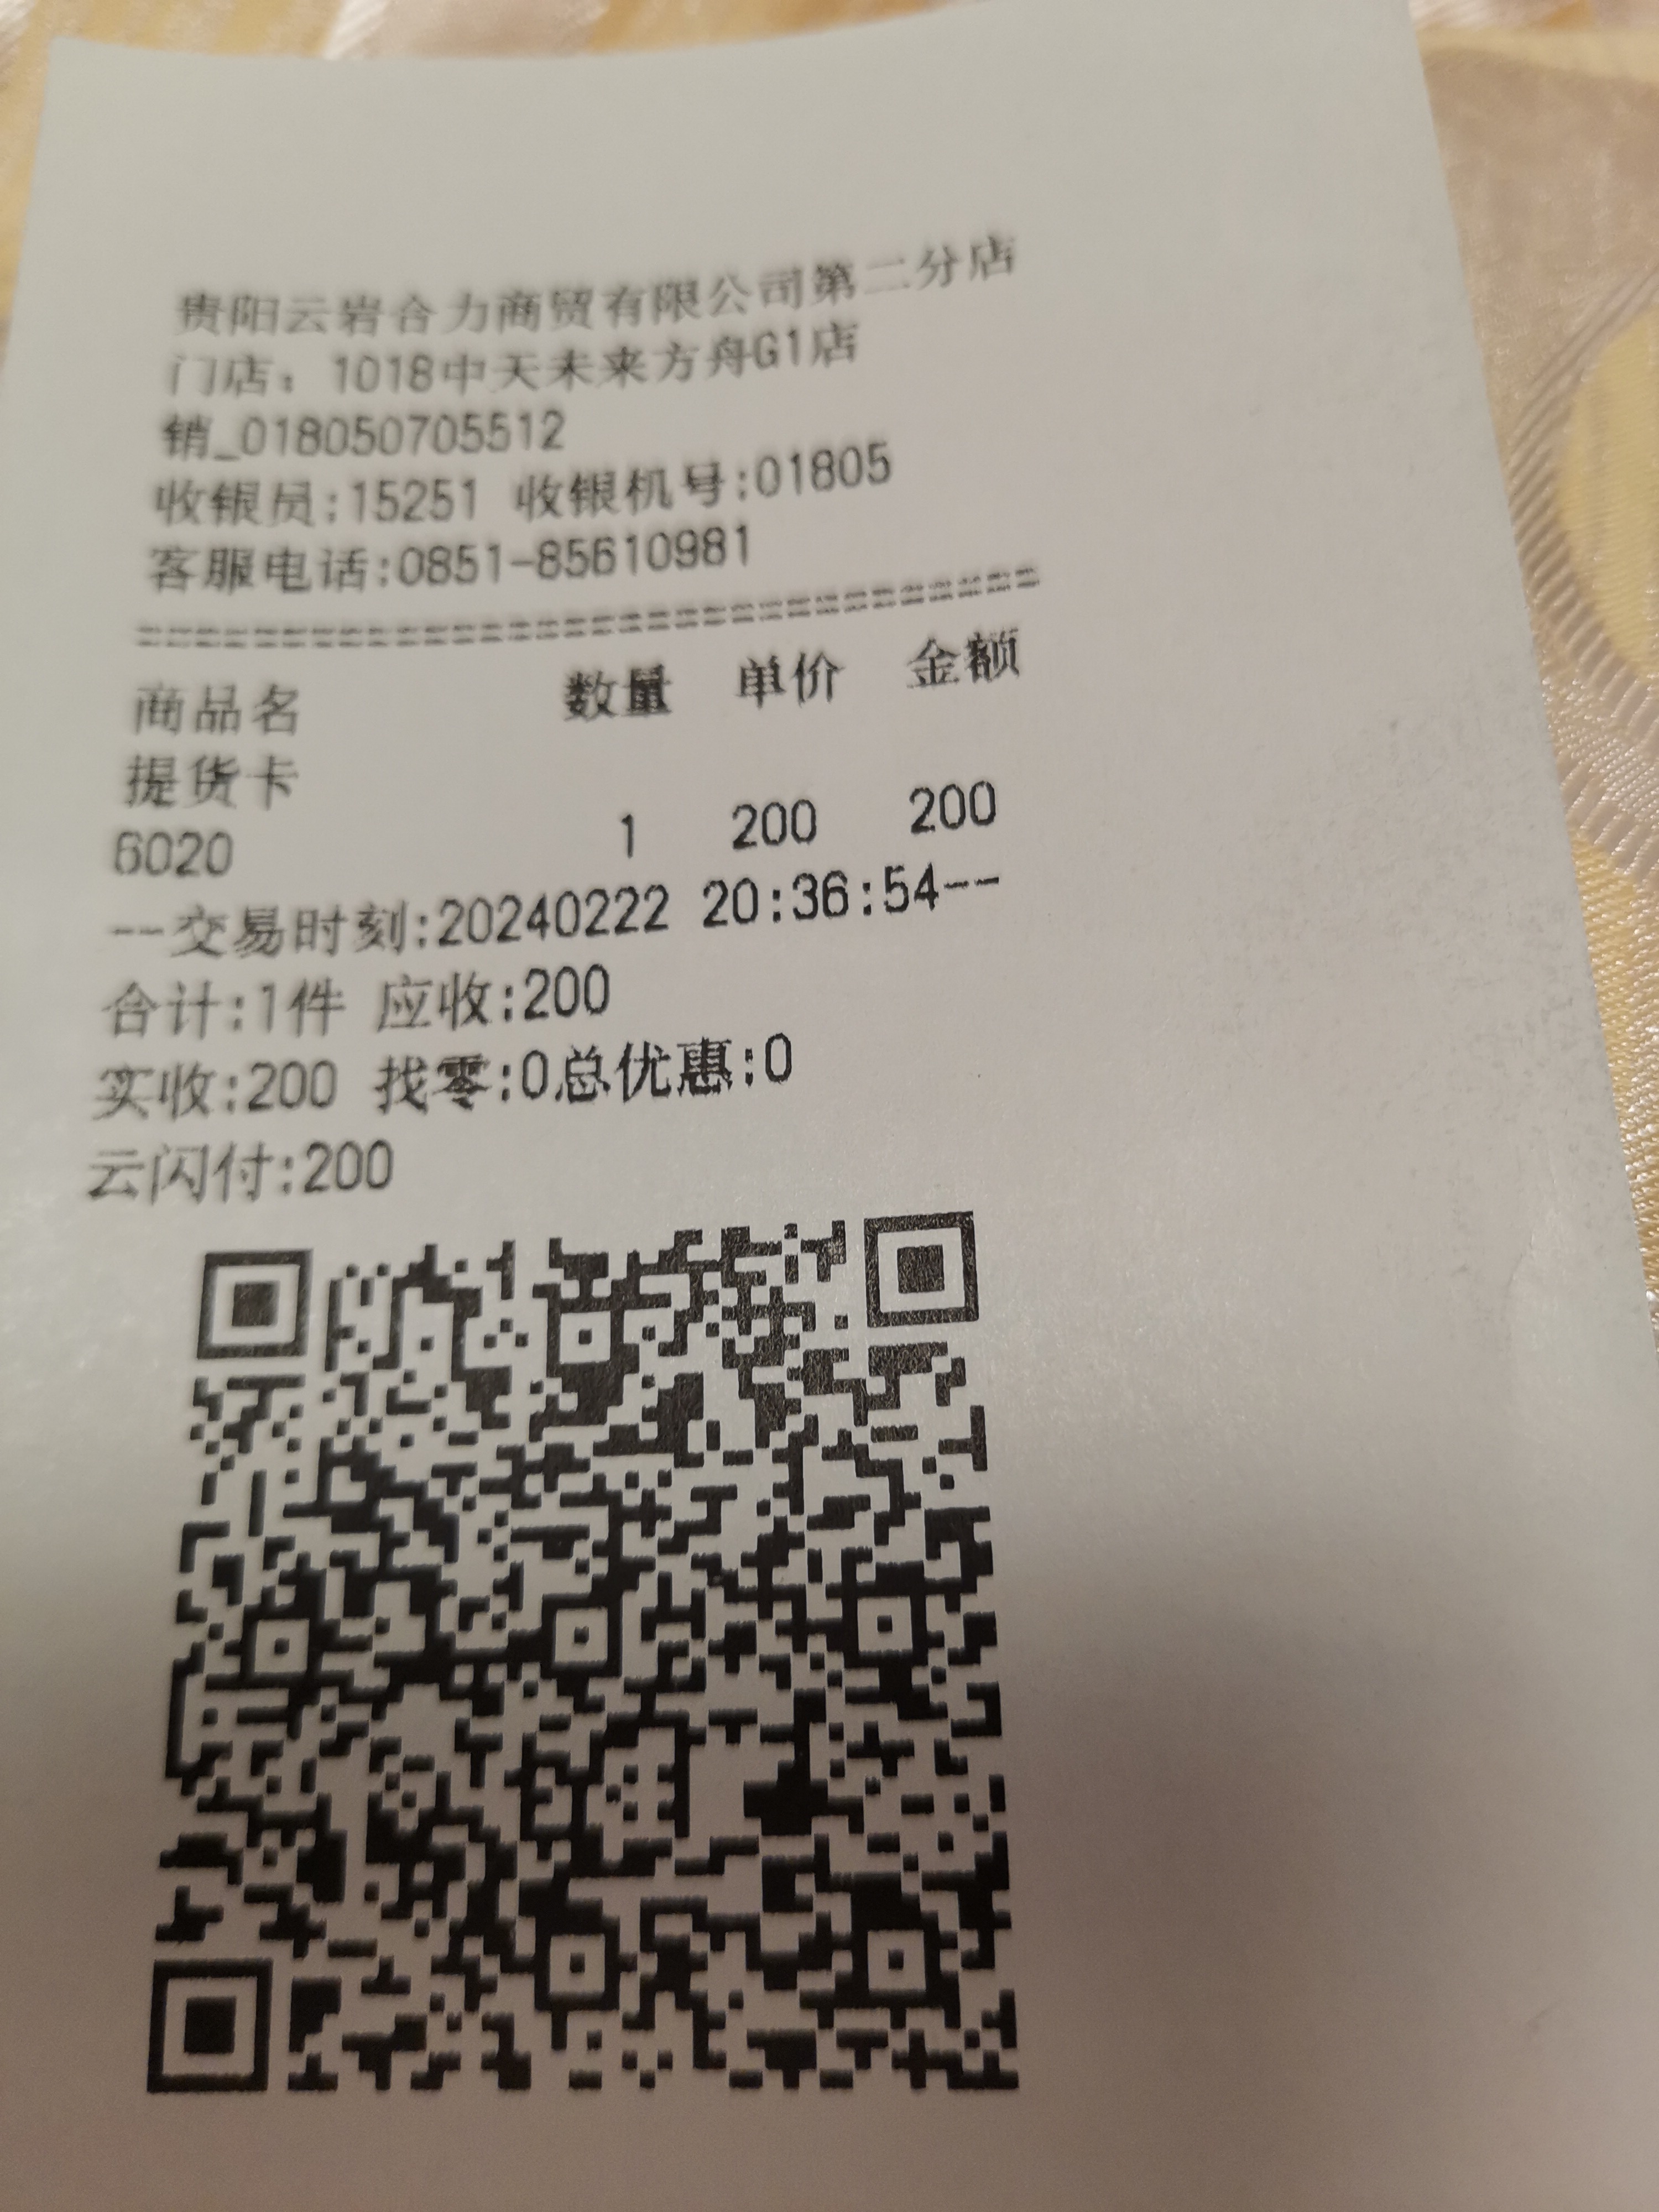 贵阳云岩合力商贸有限公司第二分店
门店：1018中天未来方舟G1店
销_018050705512
收银员:15251 收银机号:01805
客服电话:0851-85610981
================================
商品名 数量 单价 金额
提货卡
6020 1 200 200
--交易时刻:20240222 20:36:54--
合计:1件 应收:200
实收:200 找零:0总优惠:0
云闪付:200